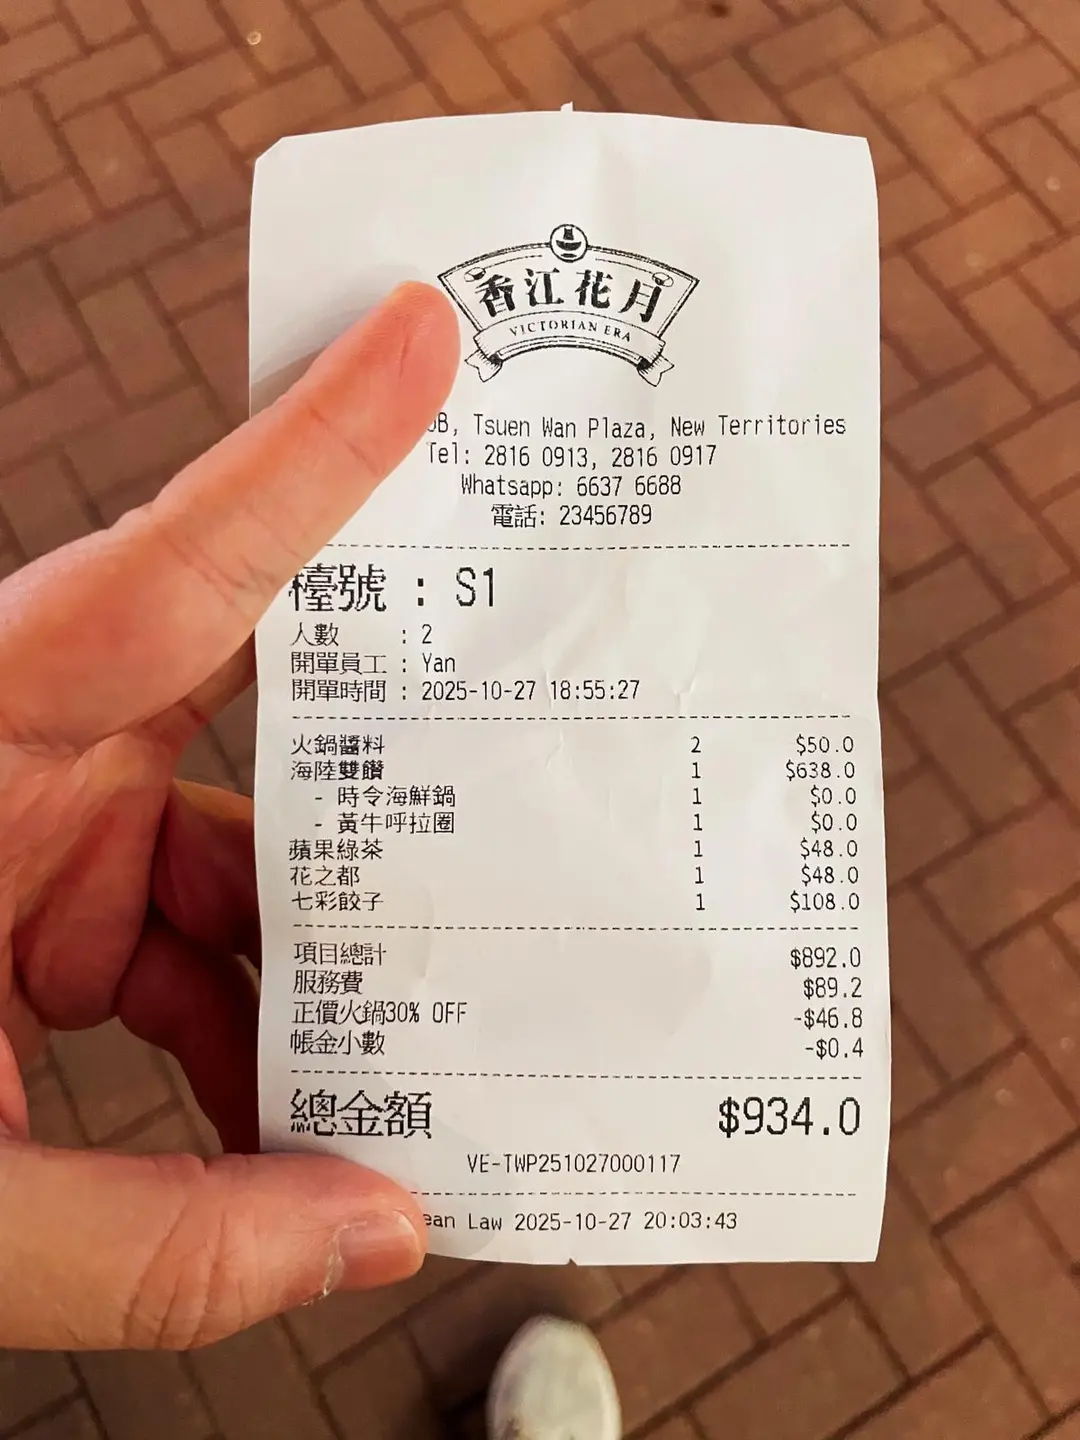 香江花月
VICTORIAN ERA
Tsuen Wan Plaza, New Territories
Tel: 2816 0913, 2816 0917
Whatsapp: 6637 6688
電話: 23456789
檯號 : S1
人數 : 2
開單員工 : Yan
開單時間 : 2025-10-27 18:55:27
火鍋醬料 2 $50.0
海陸雙鑽 1 $638.0
- 時令海鮮鍋 1 $0.0
- 黃牛呼拉圈 1 $0.0
蘋果綠茶 1 $48.0
花之都 1 $48.0
七彩餃子 1 $108.0
項目總計 $892.0
服務費 $89.2
正價火鍋30% OFF -$46.8
帳金小數 -$0.4
總金額 $934.0
VE-TWP251027000117
Law 2025-10-27 20:03:43